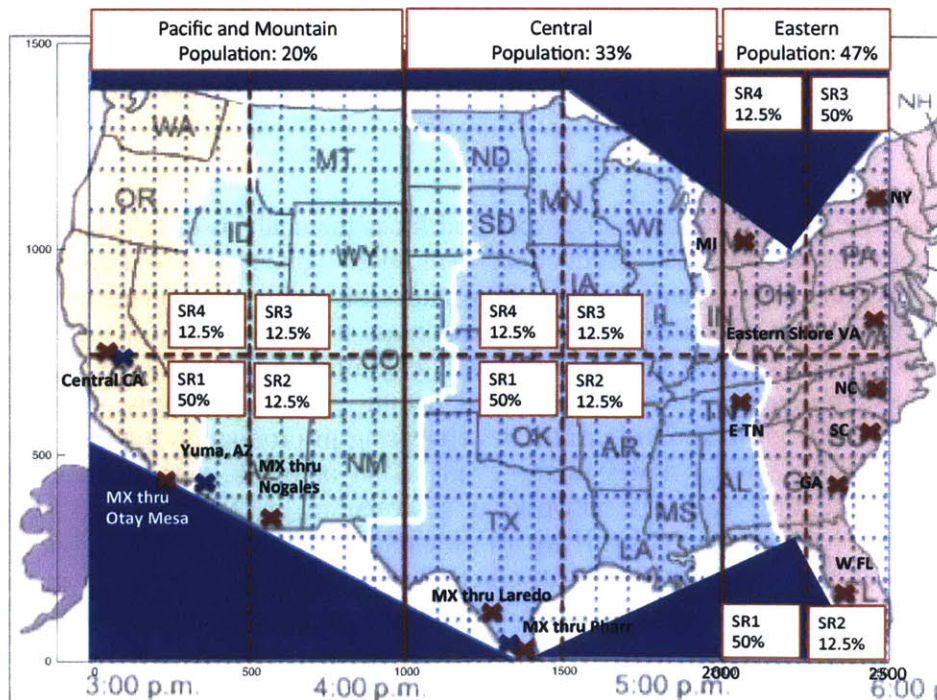 Pacific and Mountain
Population: 20%
Central
Population: 33%
Eastern
Population: 47%
1500
SR4
12.5%
SR3
50%
NH
WA
MT
ND
MN
OR
ID
SD
WI
NY
MI
1000
WY
IA
PA
OH
IL
IN
SR4
12.5%
SR3
12.5%
SR4
12.5%
SR3
12.5%
Eastern Shore VA
VA
CO
KY
Central CA
SR1
50%
SR2
12.5%
SR1
50%
SR2
12.5%
NC
TN
E TN
SC
500
Yuma, AZ
NM
OK
AR
MX thru
Nogales
AL
GA
MX thru
Otay Mesa
TX
MS
LA
W FL
FL
MX thru Laredo
MX thru Pharr
SR1
50%
SR2
12.5%
0
0
500
1000
1500
2000
2500
3:00 p.m.
4:00 p.m.
5:00 p.m.